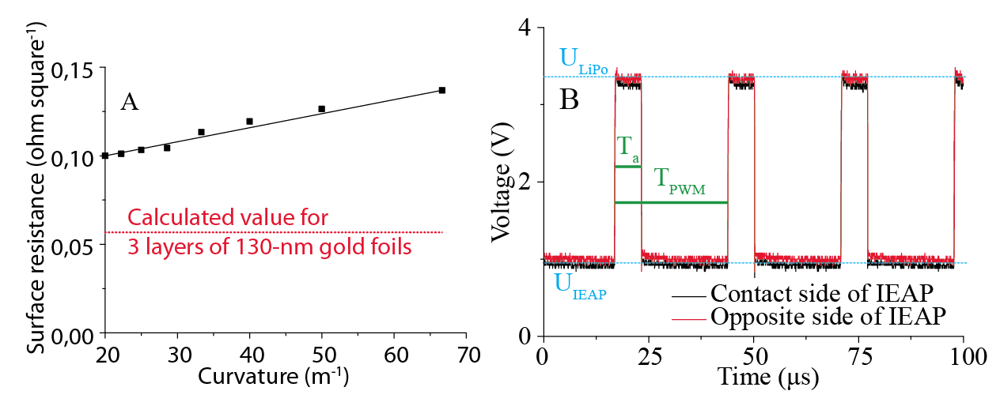 Surface resistance (ohm square-1)
0,15
0,10
0,05
0,00
A
Calculated value for
3 layers of 130-nm gold foils
20
30
40
50
60
70
Curvature (m-1)
Voltage (V)
4
2
0
ULiPo
B
Ta
TPWM
UIEAP
Contact side of IEAP
Opposite side of IEAP
0
25
50
75
100
Time (μs)